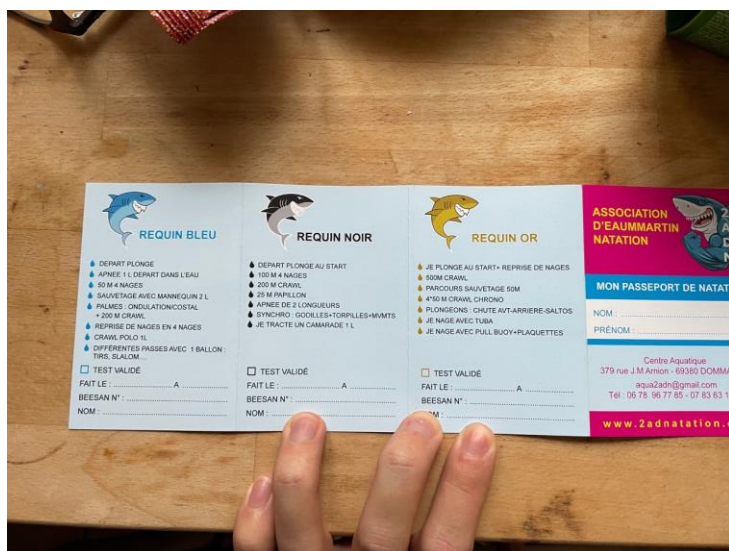 REQUIN BLEU
DEPART PLONGE
APNEE 1 L DEPART DANS L'EAU
50 M 4 NAGES
SAUVETAGE AVEC MANNEQUIN 2 L
PALMES : ONDULATION/COSTAL
+ 200 M CRAWL
REPRISE DE NAGES EN 4 NAGES
CRAWL POLO 1L
DIFFÉRENTES PASSES AVEC 1 BALLON :
TIRS, SLALOM....
TEST VALIDÉ
FAIT LE : A
BEESAN N° :
NOM :
REQUIN NOIR
DEPART PLONGE AU START
100 M 4 NAGES
200 M CRAWL
25 M PAPILLON
APNEE DE 2 LONGUEURS
SYNCHRO : GODILLES+TORPILLES+MVMTS
JE TRACTE UN CAMARADE 1 L
TEST VALIDÉ
FAIT LE : A
BEESAN N° :
NOM :
REQUIN OR
JE PLONGE AU START+ REPRISE DE NAGES
500M CRAWL
PARCOURS SAUVETAGE 50M
4*50 M CRAWL CHRONO
PLONGEONS : CHUTE AVT-ARRIERE-SALTOS
JE NAGE AVEC TUBA
JE NAGE AVEC PULL BUOY+PLAQUETTES
TEST VALIDÉ
FAIT LE : A
BEESAN N° :
ASSOCIATION
D'EAUMMARTIN
NATATION
2
A
D
N
MON PASSEPORT DE NATAT
NOM :
PRÉNOM :
Centre Aquatique
379 rue J.M Arnion - 69380 DOMMA
aqua2adn@gmail.com
Tél : 06 78 96 77 85 - 07 83 63 1
www.2adnatation.